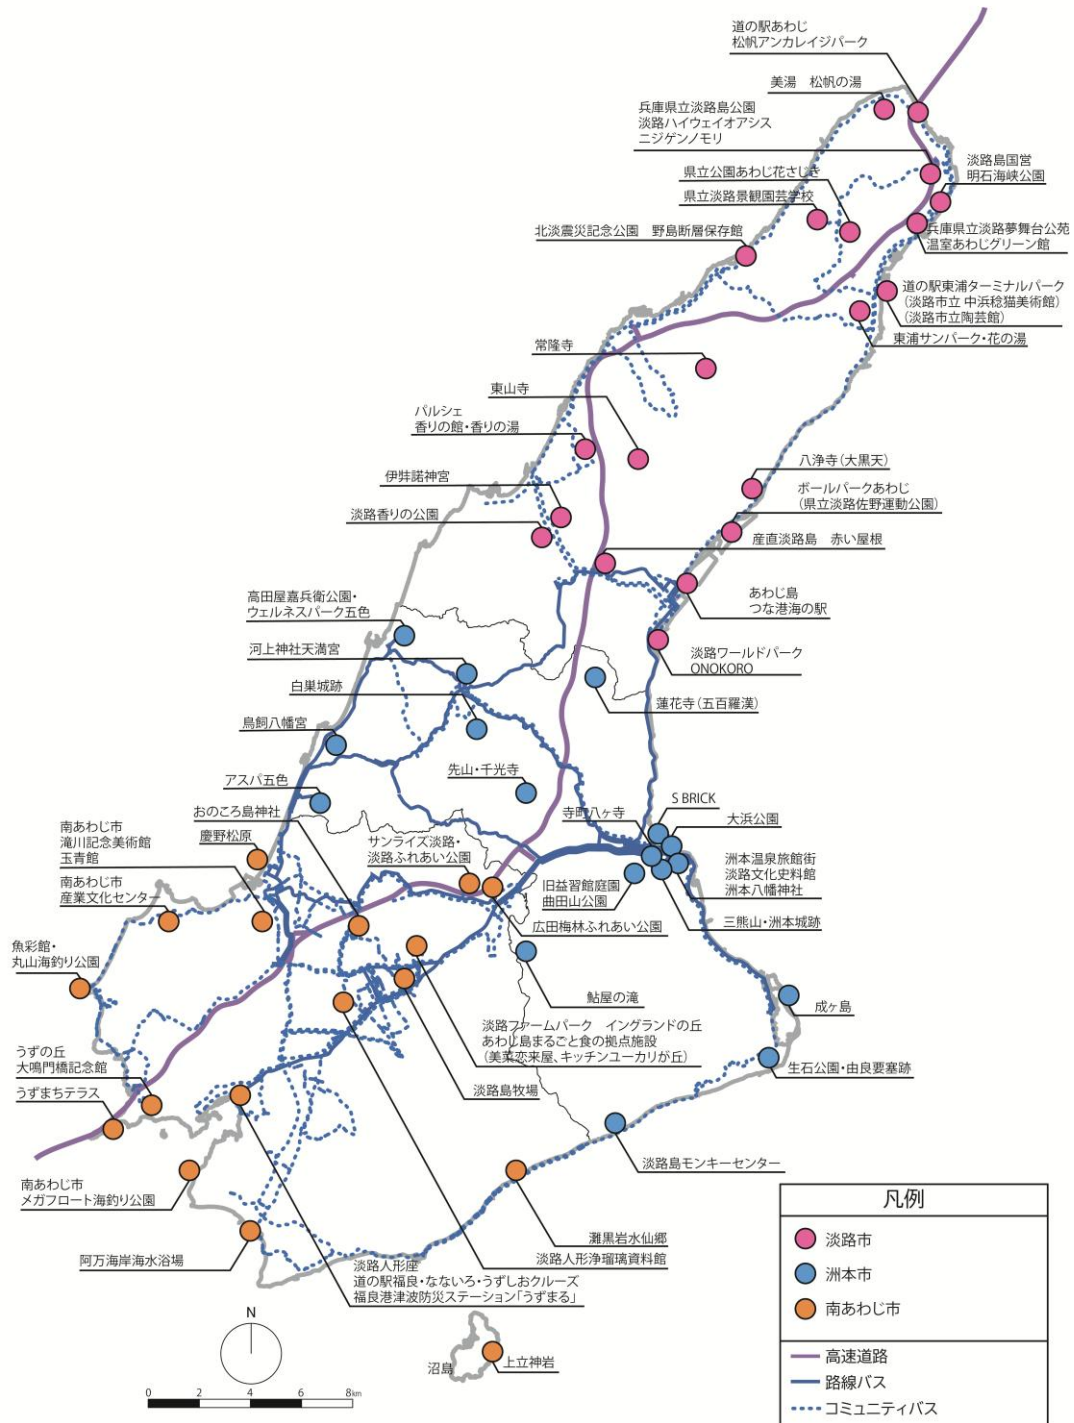 道の駅あわじ
松帆アンカレイジパーク
美湯　松帆の湯
兵庫県立淡路島公園
淡路ハイウェイオアシス
ニジゲンノモリ
淡路島国営
明石海峡公園
県立公園あわじ花さじき
県立淡路景観園芸学校
兵庫県立淡路夢舞台公苑
温室あわじグリーン館
北淡震災記念公園　野島断層保存館
道の駅東浦ターミナルパーク
（淡路市立 中浜稔猫美術館）
（淡路市立陶芸館）
東浦サンパーク・花の湯
常隆寺
東山寺
パルシェ
香りの館・香りの湯
八浄寺（大黒天）
伊弉諾神宮
ボールパークあわじ
（県立淡路佐野運動公園）
淡路香りの公園
産直淡路島　赤い屋根
あわじ島
つな港海の駅
高田屋嘉兵衛公園・
ウェルネスパーク五色
河上神社天満宮
淡路ワールドパーク
ONOKORO
白巣城跡
蓮花寺（五百羅漢）
鳥飼八幡宮
先山・千光寺
アスパ五色
S BRICK
おのころ島神社
寺町八ヶ寺
大浜公園
南あわじ市
滝川記念美術館
玉青館
慶野松原
サンライズ淡路・
淡路ふれあい公園
洲本温泉旅館街
淡路文化史料館
洲本八幡神社
南あわじ市
産業文化センター
旧益習館庭園
曲田山公園
三熊山・洲本城跡
広田梅林ふれあい公園
魚彩館・
丸山海釣り公園
鮎屋の滝
成ヶ島
淡路ファームパーク　イングランドの丘
あわじ島まるごと食の拠点施設
（美菜恋来屋、キッチンユーカリが丘）
うずの丘
大鳴門橋記念館
生石公園・由良要塞跡
淡路島牧場
うずまちテラス
淡路島モンキーセンター
南あわじ市
メガフロート海釣り公園
灘黒岩水仙郷
阿万海岸海水浴場
淡路人形浄瑠璃資料館
淡路人形座
道の駅福良・なないろ・うずしおクルーズ
福良港津波防災ステーション「うずまる」
沼島
上立神岩
N
0 2 4 6 8km
凡例
淡路市
洲本市
南あわじ市
高速道路
路線バス
コミュニティバス